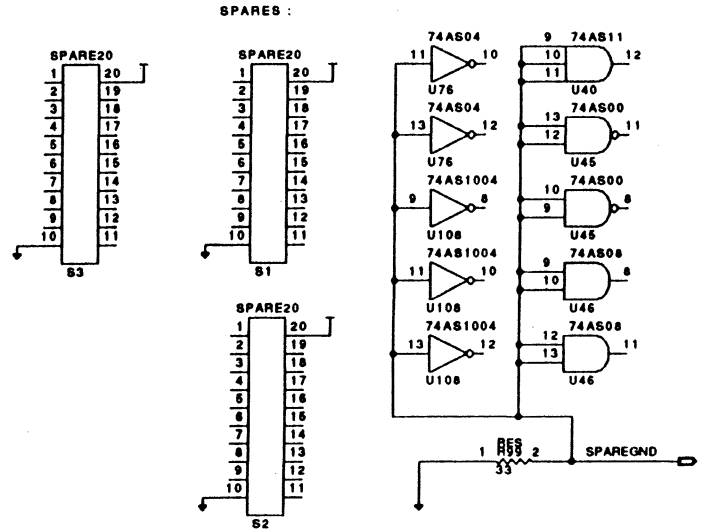 SPARES :
SPARE20
1 20
2 19
3 18
4 17
5 16
6 15
7 14
8 13
9 12
10 11
S3
SPARE20
1 20
2 19
3 18
4 17
5 16
6 15
7 14
8 13
9 12
10 11
S1
SPARE20
1 20
2 19
3 18
4 17
5 16
6 15
7 14
8 13
9 12
10 11
S2
74AS04
11 10
U76
74AS04
13 12
U76
74AS1004
9 8
U108
74AS1004
11 10
U108
74AS1004
13 12
U108
74AS11
9
10 12
11
U40
74AS00
13 11
12
U45
74AS00
10 8
9
U45
74AS08
9 8
10
U46
74AS08
12 11
13
U46
RES
1 R99 2
33
SPAREGND